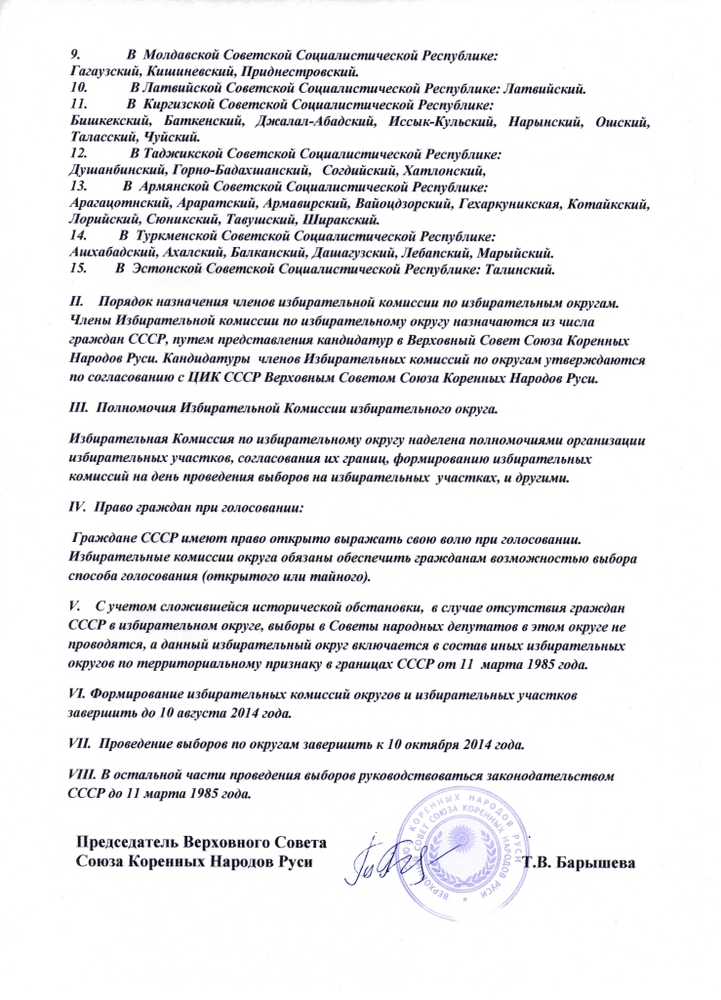 9. В Молдавской Советской Социалистической Республике:
Гагаузский, Кишиневский, Приднестровский.
10. В Латвийской Советской Социалистической Республике: Латвийский.
11. В Киргизской Советской Социалистической Республике:
Бишкекский, Баткенский, Джалал-Абадский, Иссык-Кульский, Нарынский, Ошский,
Таласский, Чуйский.
12. В Таджикской Советской Социалистической Республике:
Душанбинский, Горно-Бадахшанский, Согдийский, Хатлонский,
13. В Армянской Советской Социалистической Республике:
Арагацотнский, Араратский, Армавирский, Вайоцдзорский, Гехаркуникская, Котайкский,
Лорийский, Сюникский, Тавушский, Ширакский.
14. В Туркменской Советской Социалистической Республике:
Ашхабадский, Ахалский, Балканский, Дашагузский, Лебапский, Марыйский.
15. В Эстонской Советской Социалистической Республике: Талинский.
II. Порядок назначения членов избирательной комиссии по избирательным округам.
Члены Избирательной комиссии по избирательному округу назначаются из числа
граждан СССР, путем представления кандидатур в Верховный Совет Союза Коренных
Народов Руси. Кандидатуры членов Избирательных комиссий по округам утверждаются
по согласованию с ЦИК СССР Верховным Советом Союза Коренных Народов Руси.
III. Полномочия Избирательной Комиссии избирательного округа.
Избирательная Комиссия по избирательному округу наделена полномочиями организации
избирательных участков, согласования их границ, формированию избирательных
комиссий на день проведения выборов на избирательных участках, и другими.
IV. Право граждан при голосовании:
Граждане СССР имеют право открыто выражать свою волю при голосовании.
Избирательные комиссии округа обязаны обеспечить гражданам возможностью выбора
способа голосования (открытого или тайного).
V. С учетом сложившейся исторической обстановки, в случае отсутствия граждан
СССР в избирательном округе, выборы в Советы народных депутатов в этом округе не
проводятся, а данный избирательный округ включается в состав иных избирательных
округов по территориальному признаку в границах СССР от 11 марта 1985 года.
VI. Формирование избирательных комиссий округов и избирательных участков
завершить до 10 августа 2014 года.
VII. Проведение выборов по округам завершить к 10 октября 2014 года.
VIII. В остальной части проведения выборов руководствоваться законодательством
СССР до 11 марта 1985 года.
Председатель Верховного Совета
Союза Коренных Народов Руси Т.В. Барышева
КОРЕННЫХ НАРОДОВ РУСИ
ВЕРХОВНЫЙ СОВЕТ СОЮЗА КОРЕННЫХ НАРОДОВ РУСИ